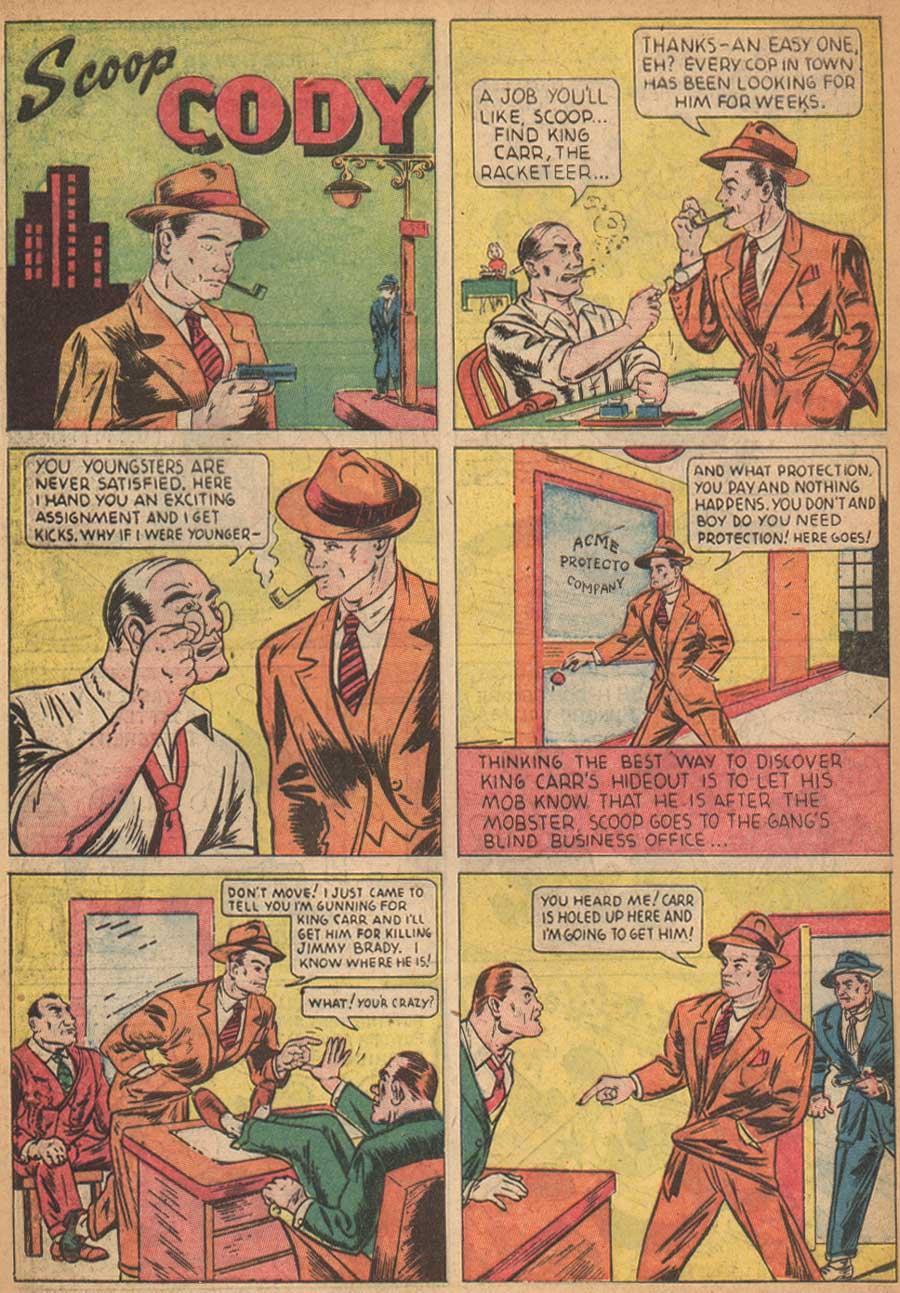 Scoop
CODY
A JOB YOU'LL
LIKE, SCOOP...
FIND KING
CARR, THE
RACKETEER...
THANKS-AN EASY ONE,
EH? EVERY COP IN TOWN
HAS BEEN LOOKING FOR
HIM FOR WEEKS.
YOU YOUNGSTERS ARE
NEVER SATISFIED. HERE
I HAND YOU AN EXCITING
ASSIGNMENT AND I GET
KICKS. WHY IF I WERE YOUNGER-
AND WHAT PROTECTION.
YOU PAY AND NOTHING
HAPPENS. YOU DON'T AND
BOY DO YOU NEED
PROTECTION! HERE GOES!
ACME
PROTECTO
COMPANY
THINKING THE BEST WAY TO DISCOVER
KING CARR'S HIDEOUT IS TO LET HIS
MOB KNOW THAT HE IS AFTER THE
MOBSTER, SCOOP GOES TO THE GANG'S
BLIND BUSINESS OFFICE...
DON'T MOVE! I JUST CAME TO
TELL YOU I'M GUNNING FOR
KING CARR AND I'LL
GET HIM FOR KILLING
JIMMY BRADY. I
KNOW WHERE HE IS!
WHAT! YOU'R CRAZY?
YOU HEARD ME! CARR
IS HOLED UP HERE AND
I'M GOING TO GET HIM!